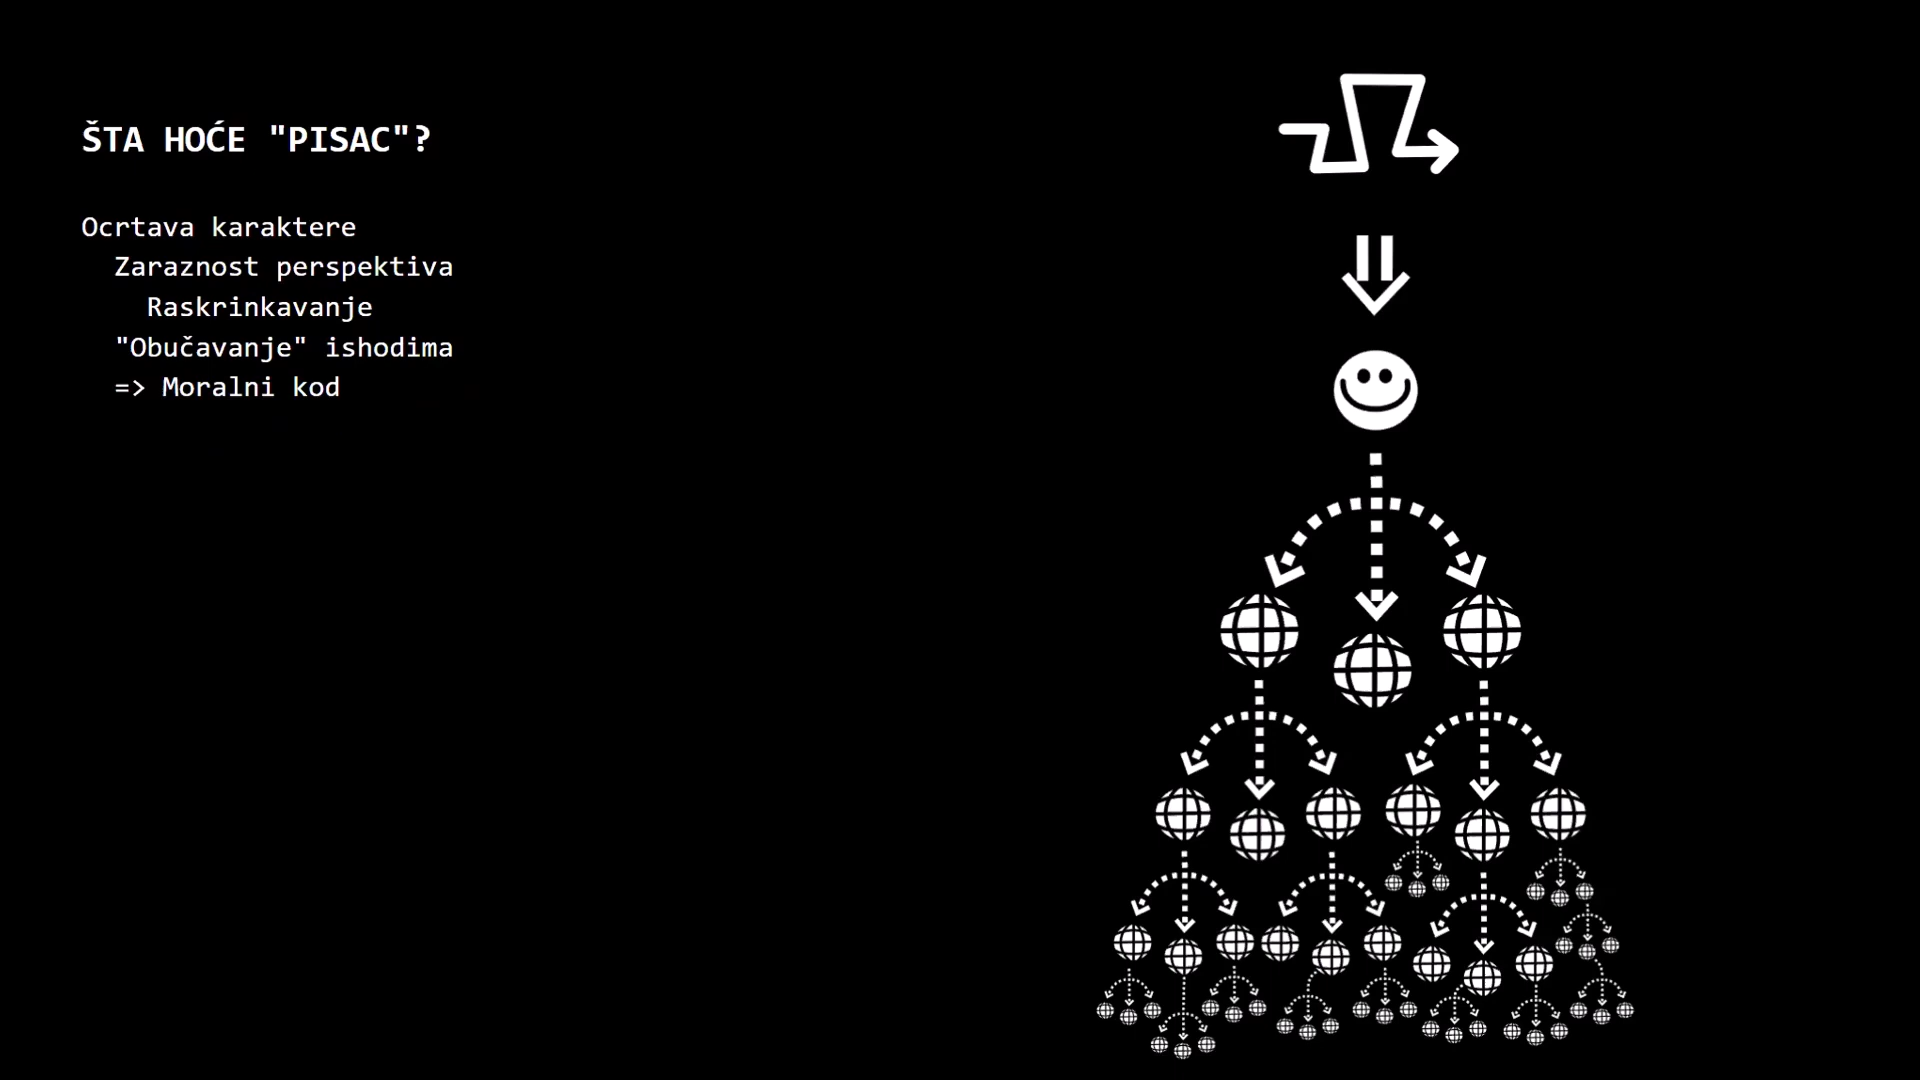 ŠTA HOĆE "PISAC"?
Ocrtava karaktere
Zaraznost perspektiva
Raskrinkavanje
"Obučavanje" ishodima
=> Moralni kod